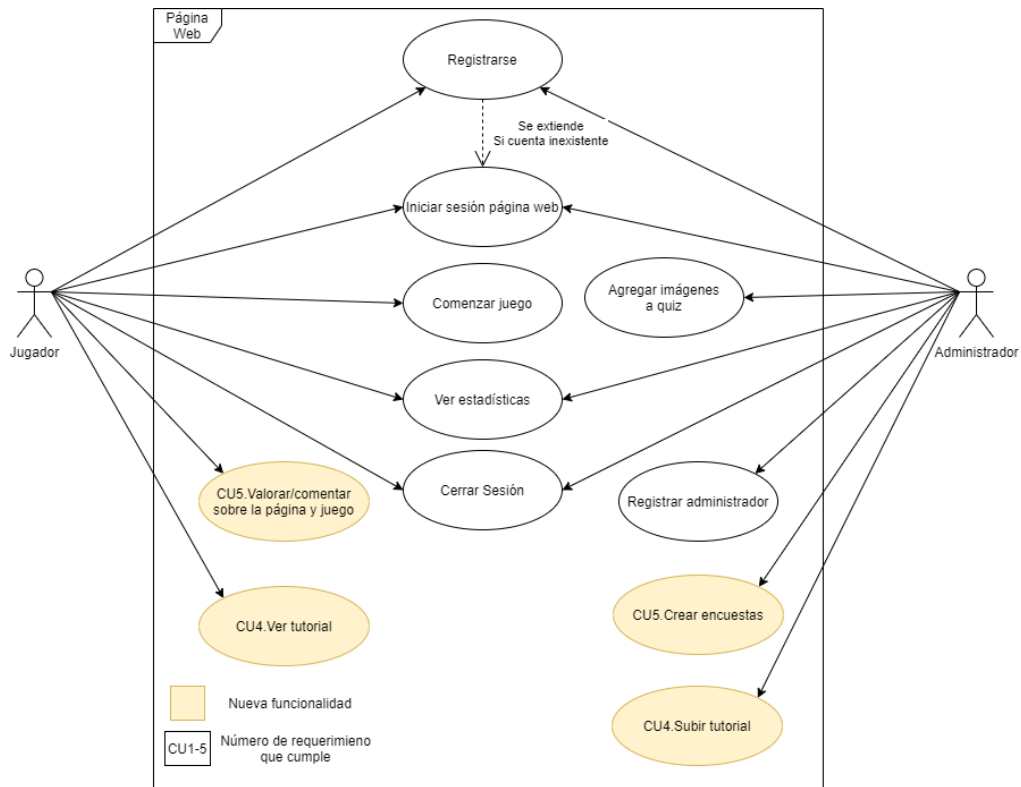 Página
Web
Registrarse
Se extiende
Si cuenta inexistente
Iniciar sesión página web
Comenzar juego
Agregar imágenes
a quiz
Jugador
Administrador
Ver estadísticas
CU5.Valorar/comentar
sobre la página y juego
Cerrar Sesión
Registrar administrador
CU4.Ver tutorial
CU5.Crear encuestas
Nueva funcionalidad
CU4.Subir tutorial
CU1-5
Número de requerimieno
que cumple